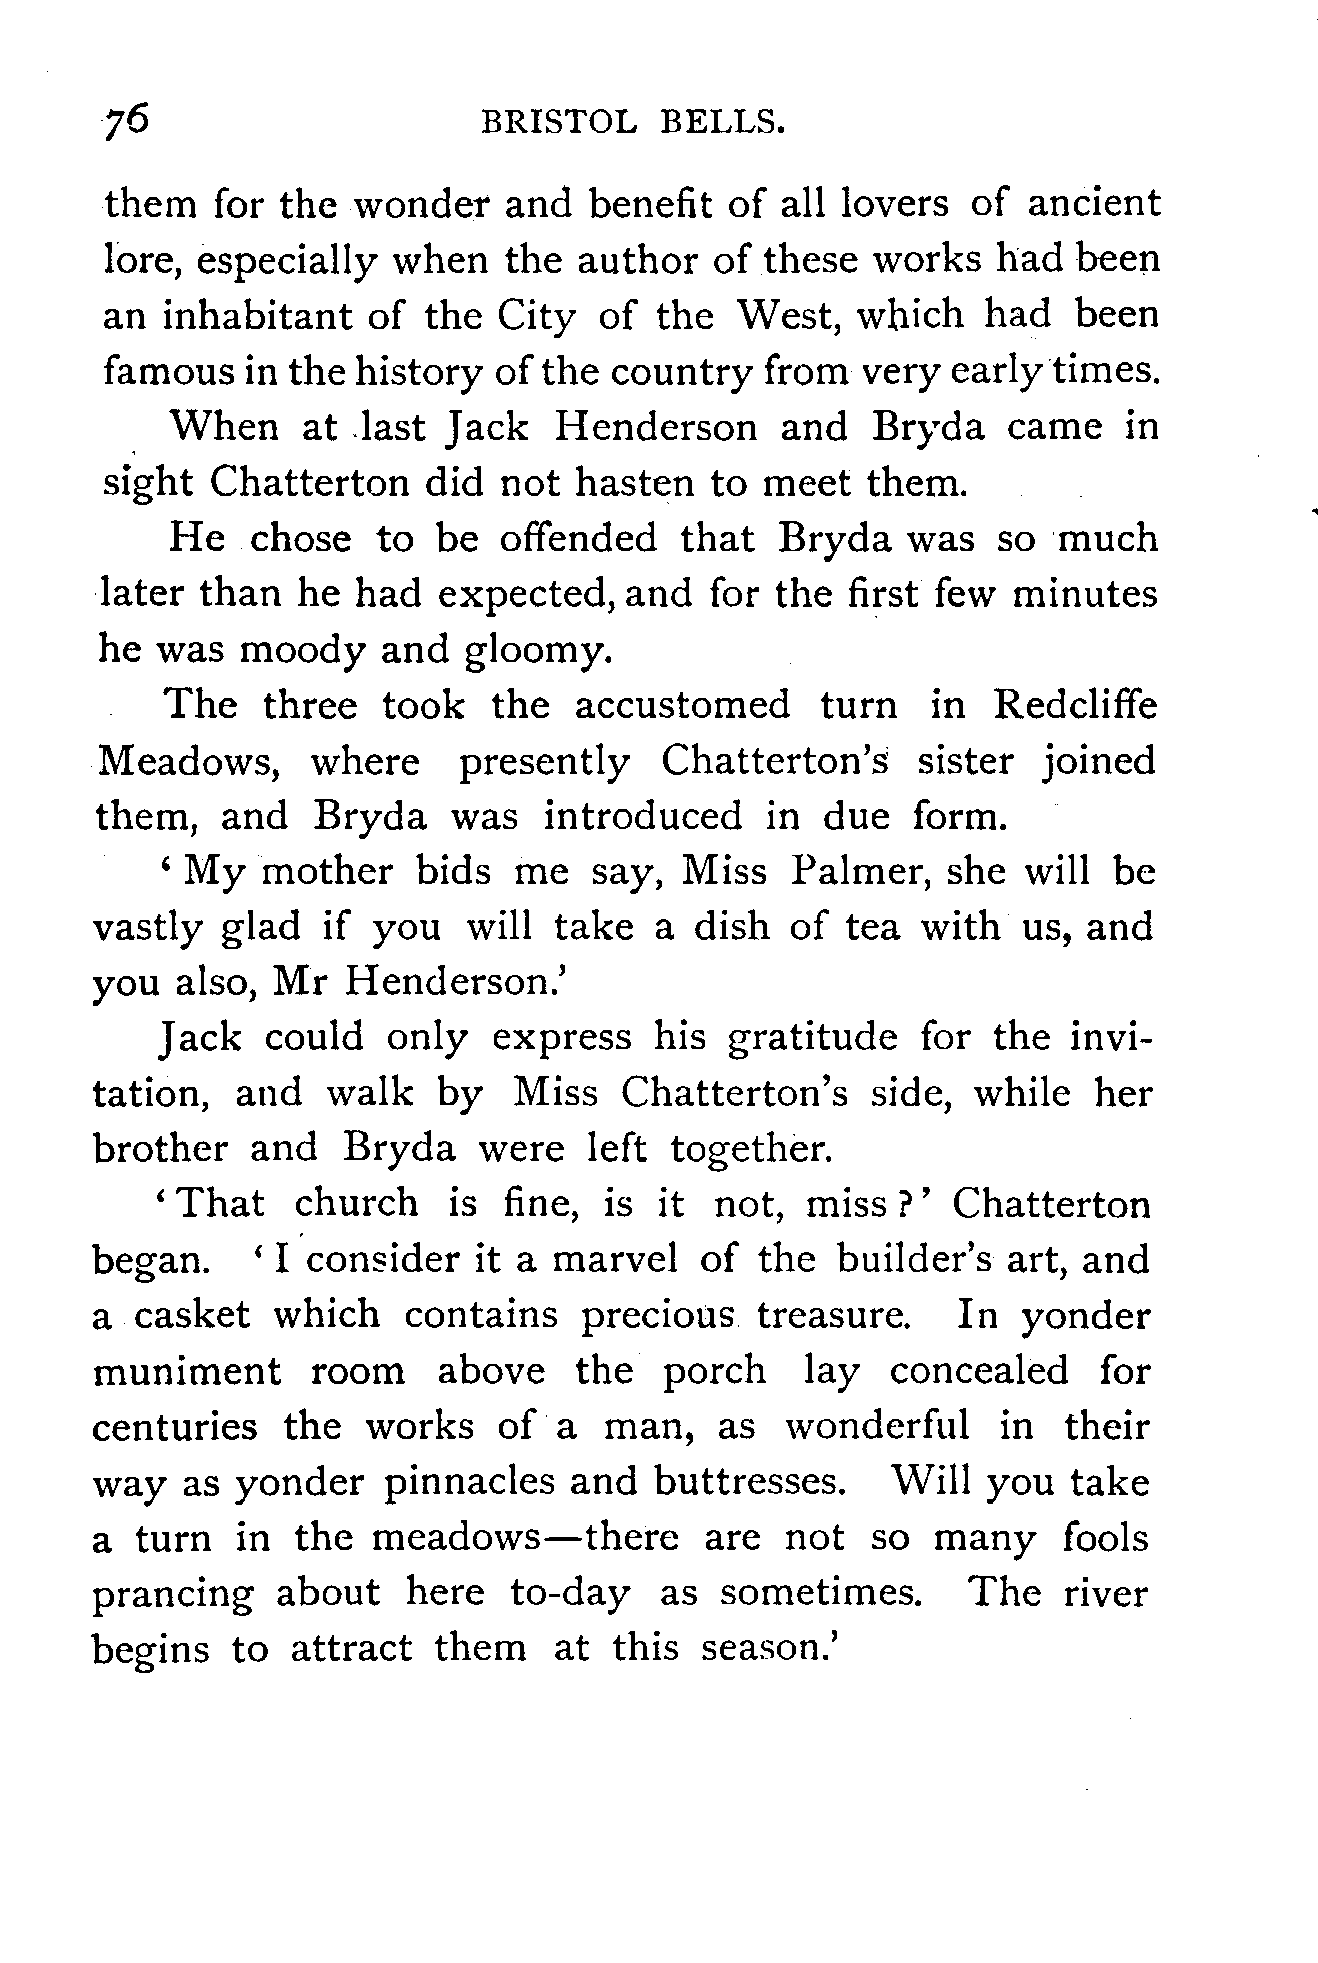 76 BRISTOL BELLS.
them for the wonder and benefit of all lovers of ancient
lore, especially when the author of these works had been
an inhabitant of the City of the West, which had been
famous in the history of the country from very early times.
When at last Jack Henderson and Bryda came in
sight Chatterton did not hasten to meet them.
He chose to be offended that Bryda was so much
later than he had expected, and for the first few minutes
he was moody and gloomy.
The three took the accustomed turn in Redcliffe
Meadows, where presently Chatterton's sister joined
them, and Bryda was introduced in due form.
‘ My mother bids me say, Miss Palmer, she will be
vastly glad if you will take a dish of tea with us, and
you also, Mr Henderson.’
Jack could only express his gratitude for the invi-
tation, and walk by Miss Chatterton's side, while her
brother and Bryda were left together.
‘ That church is fine, is it not, miss ? ’ Chatterton
began. ‘ I consider it a marvel of the builder's art, and
a casket which contains precious treasure. In yonder
muniment room above the porch lay concealed for
centuries the works of a man, as wonderful in their
way as yonder pinnacles and buttresses. Will you take
a turn in the meadows—there are not so many fools
prancing about here to-day as sometimes. The river
begins to attract them at this season.’